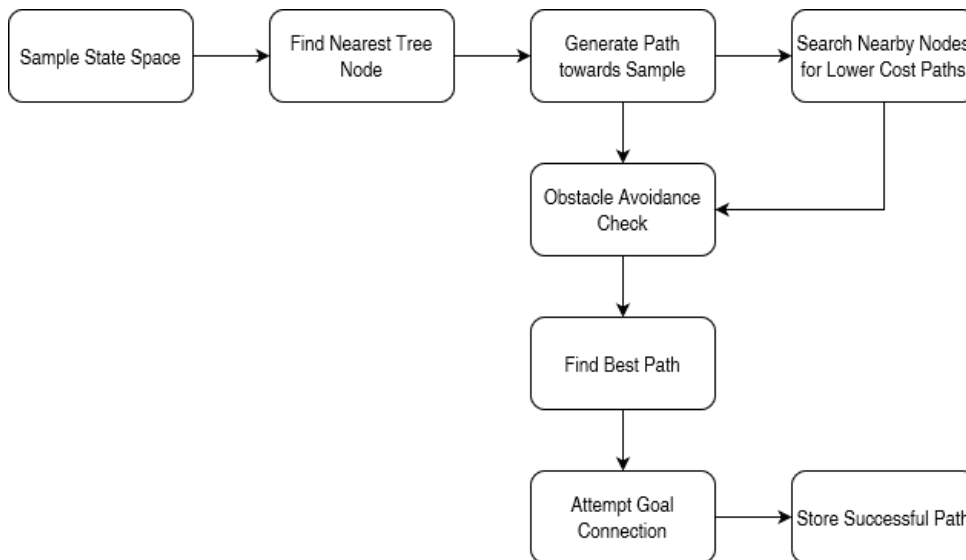 Sample State Space
Find Nearest Tree
Node
Generate Path
towards Sample
Search Nearby Nodes
for Lower Cost Paths
Obstacle Avoidance
Check
Find Best Path
Attempt Goal
Connection
Store Successful Path